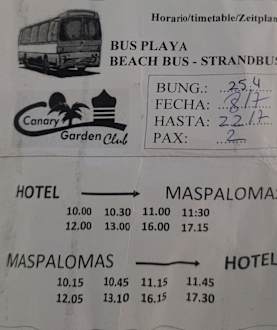 Horario/timetable/Zeitplan
BUS PLAYA
BEACH BUS - STRANDBUS
Canary
Garden Club
BUNG.: 254
FECHA: 8/7
HASTA: 22/7
PAX: 2
HOTEL MASPALOMA
10.00 10.30 11.00 11:30
12.00 13.00 16.00 17.15
MASPALOMAS HOTEL
10.15 10.45 11.15 11.45
12.05 13.10 16.15 17.30